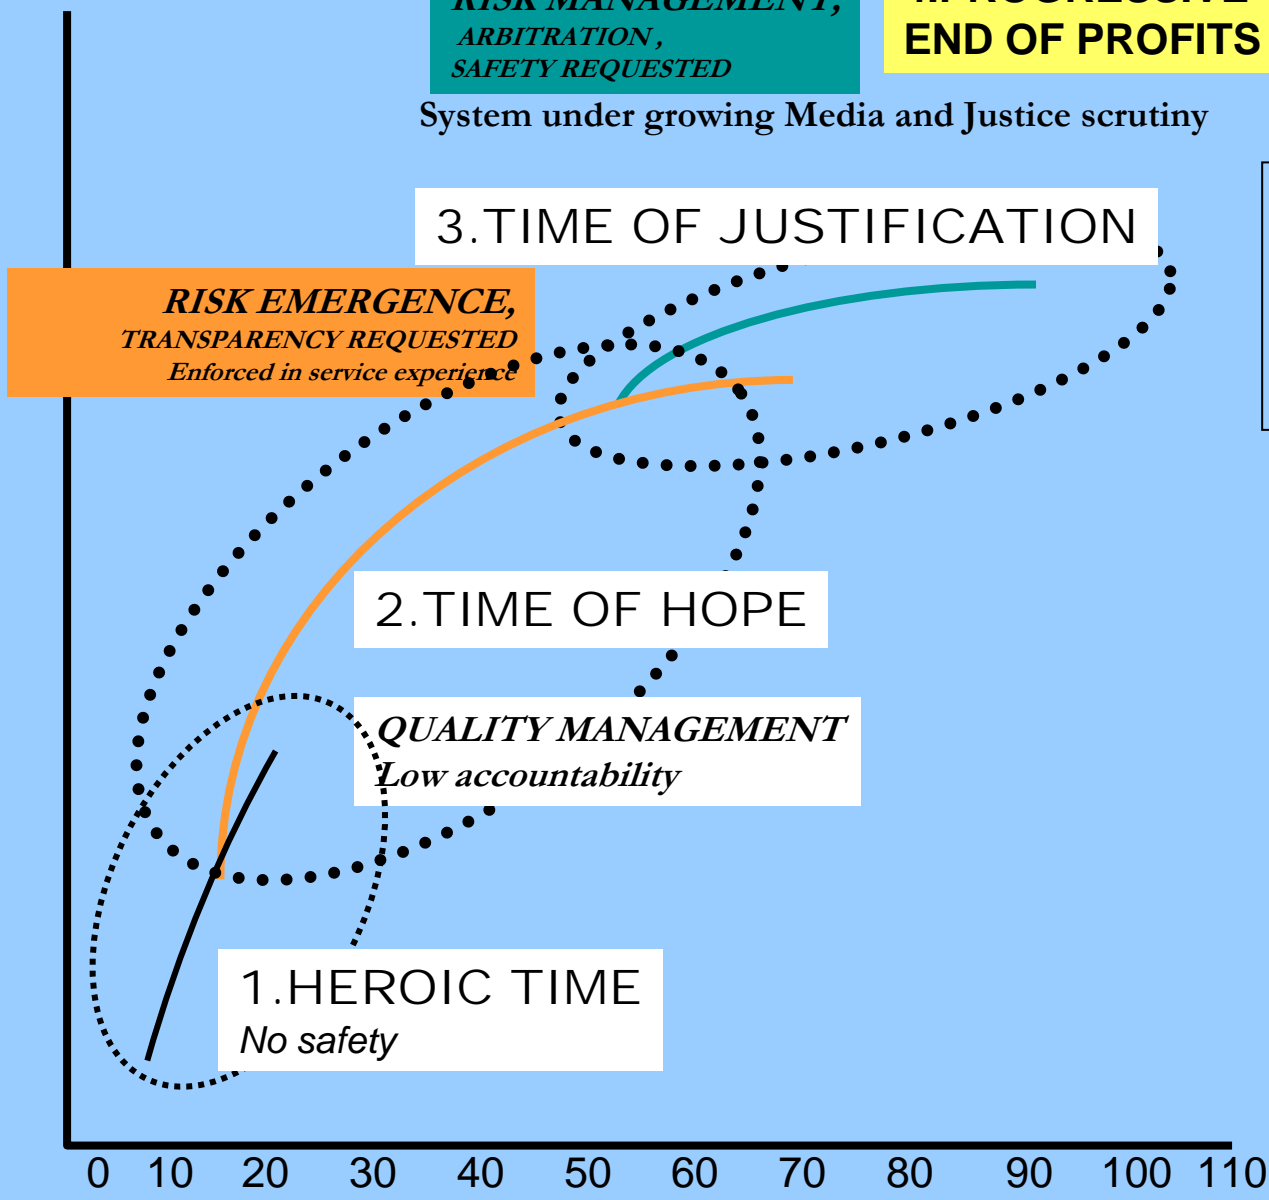 RISK MANAGEMENT,
ARBITRATION ,
SAFETY REQUESTED
END OF PROFITS
System under growing Media and Justice scrutiny
3.TIME OF JUSTIFICATION
RISK EMERGENCE,
TRANSPARENCY REQUESTED
Enforced in service experience
2.TIME OF HOPE
QUALITY MANAGEMENT
Low accountability
1.HEROIC TIME
No safety
0 10 20 30 40 50 60 70 80 90 100 110